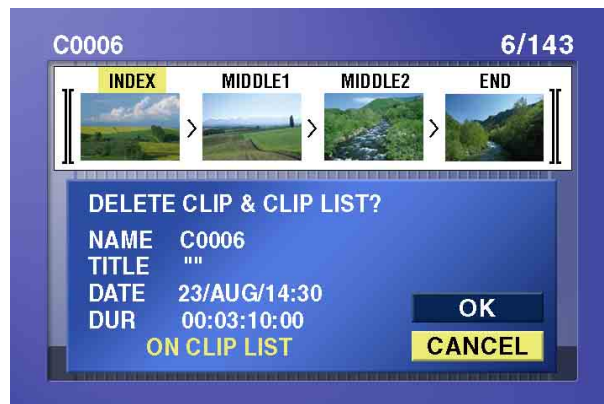 C0006 6/143
INDEX MIDDLE1 MIDDLE2 END
DELETE CLIP & CLIP LIST?
NAME C0006
TITLE ""
DATE 23/AUG/14:30
DUR 00:03:10:00
ON CLIP LIST
OK
CANCEL